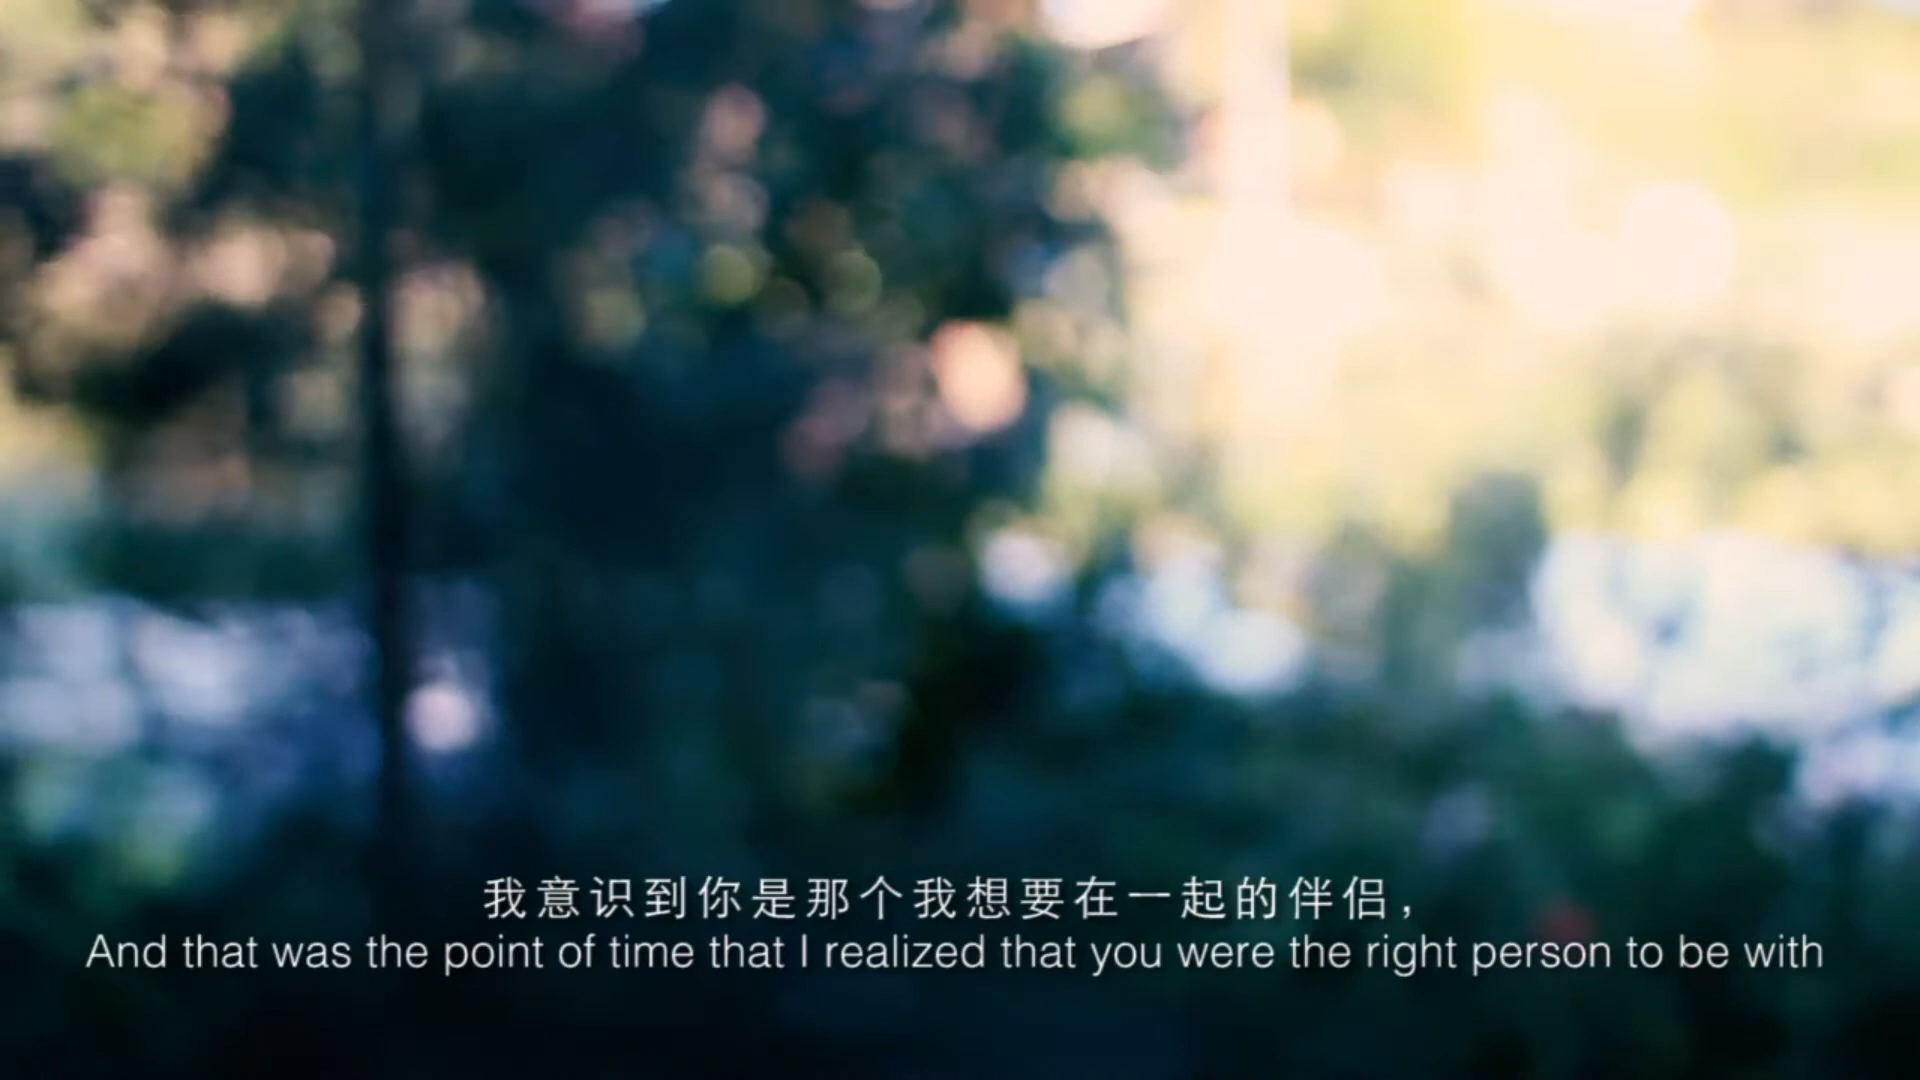 我意识到你是那个我想要在一起的伴侣，
And that was the point of time that I realized that you were the right person to be with